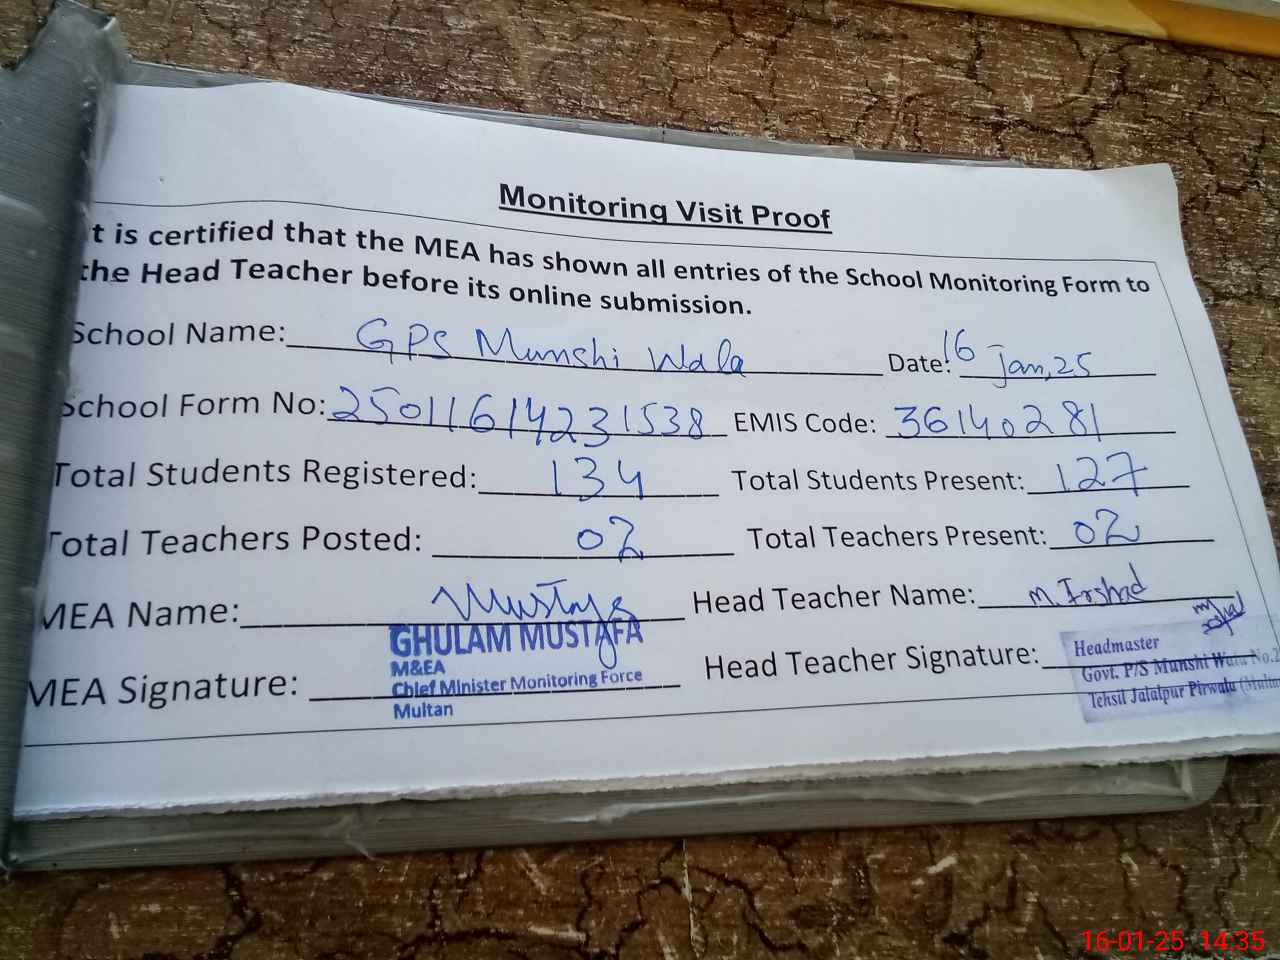 Monitoring Visit Proof
t is certified that the MEA has shown all entries of the School Monitoring Form to
the Head Teacher before its online submission.
School Name: GPS Munshi Wala Date: 16 Jan, 25
School Form No: 25011614231538 EMIS Code: 36140281
Total Students Registered: 134 Total Students Present: 127
Total Teachers Posted: 02 Total Teachers Present: 02
MEA Name: Mustafa Head Teacher Name: M. Irshad
GHULAM MUSTAFA
M&EA
Chief Minister Monitoring Force
Multan
MEA Signature: Head Teacher Signature:
Headmaster
Govt. P/S Munshi Wala No.2
Tehsil Jalalpur Pirwala (Multan
16-01-25 14:35